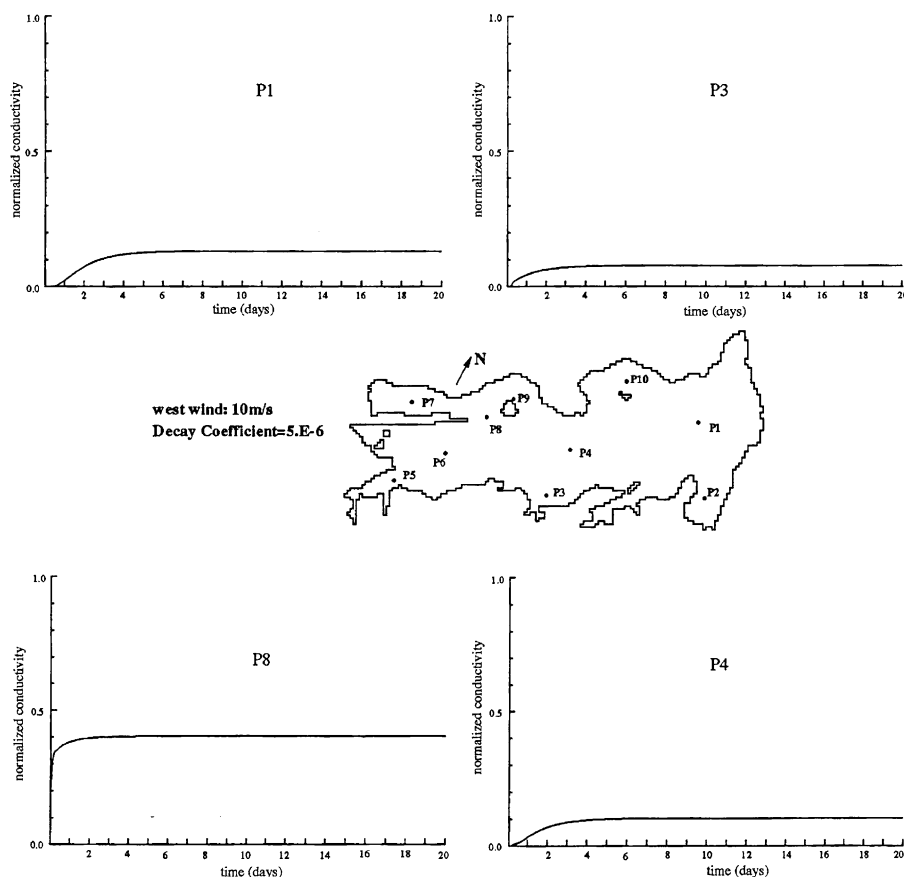 1.0
0.5
0.0
normalized conductivity
P1
2 4 6 8 10 12 14 16 18 20
time (days)
1.0
0.5
0.0
normalized conductivity
P3
2 4 6 8 10 12 14 16 18 20
time (days)
west wind: 10m/s
Decay Coefficient=5.E-6
N
P7
P9
P10
P8
P1
P6
P4
P5
P3
P2
1.0
0.5
0.0
normalized conductivity
P8
2 4 6 8 10 12 14 16 18 20
time (days)
1.0
0.5
0.0
normalized conductivity
P4
2 4 6 8 10 12 14 16 18 20
time (days)